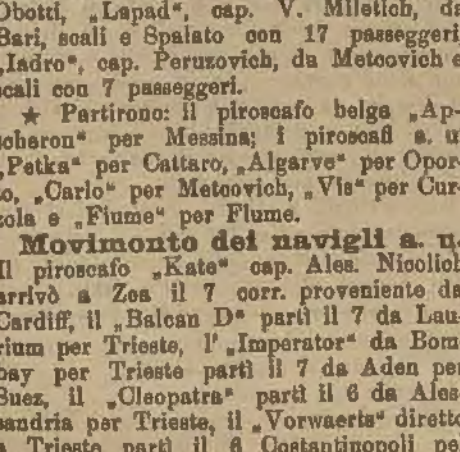 Obotti, „Lapad“, cap. V. Miletich, da
Bari, scali e Spalato con 17 passeggeri,
„Iadro“, cap. Peruzovich, da Metcovich e
scali con 7 passeggeri.
★ Partirono: il piroscafo belga „Ap-
scheron“ per Messina; i piroscafi a. u.
„Petka“ per Cattaro, „Algarve“ per Opor-
to, „Carlo“ per Metcovich, „Vis“ per Cur-
zola e „Fiume“ per Fiume.
Movimonto dei navigli a. u.
Il piroscafo „Kate“ cap. Ales. Nicolich
arrivò a Zea il 7 corr. proveniente da
Cardiff, il „Balcan D“ partì il 7 da Lau-
rium per Trieste, l' „Imperator“ da Bom-
bay per Trieste partì il 7 da Aden per
Suez, il „Cleopatra“ partì il 6 da Ales-
sandria per Trieste, il „Vorwaerts“ diretto
a Trieste partì il 6 Costantinopoli pe